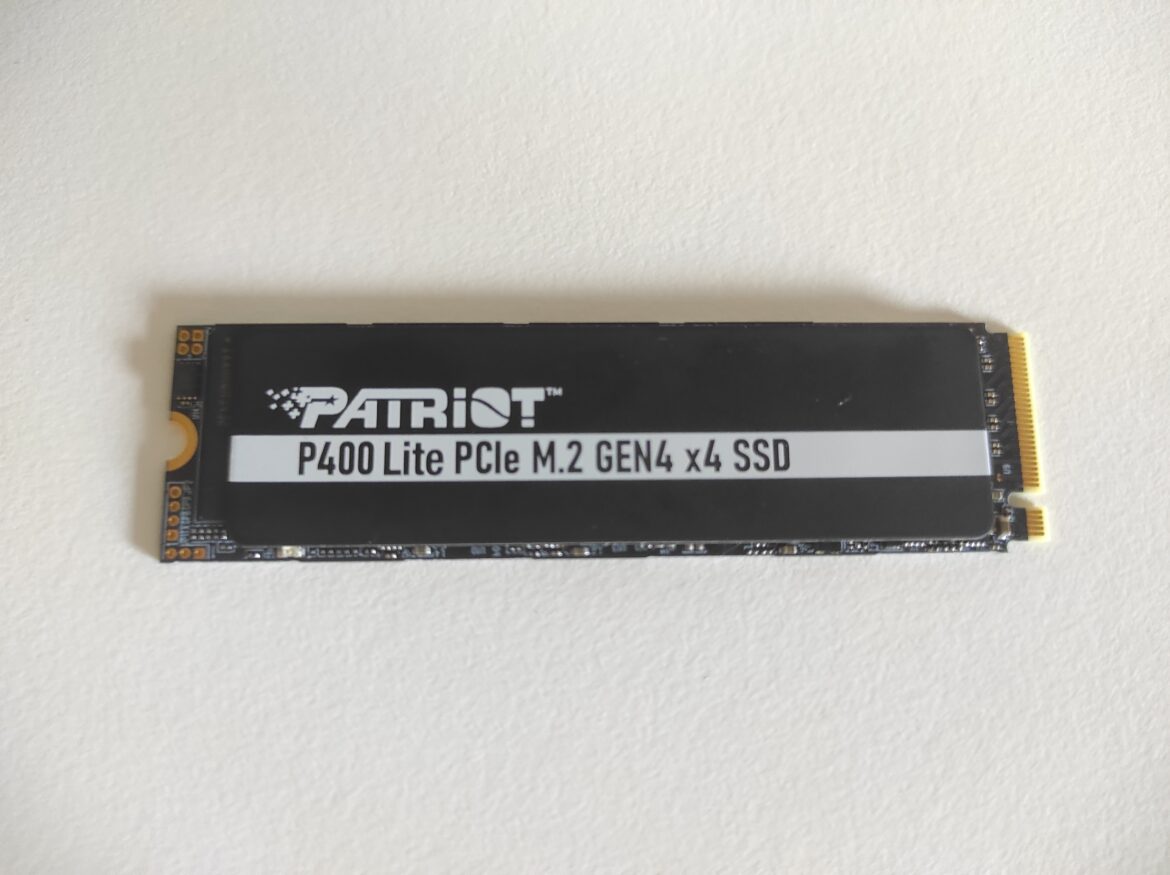 PATRiOT™
P400 Lite PCIe M.2 GEN4 x4 SSD